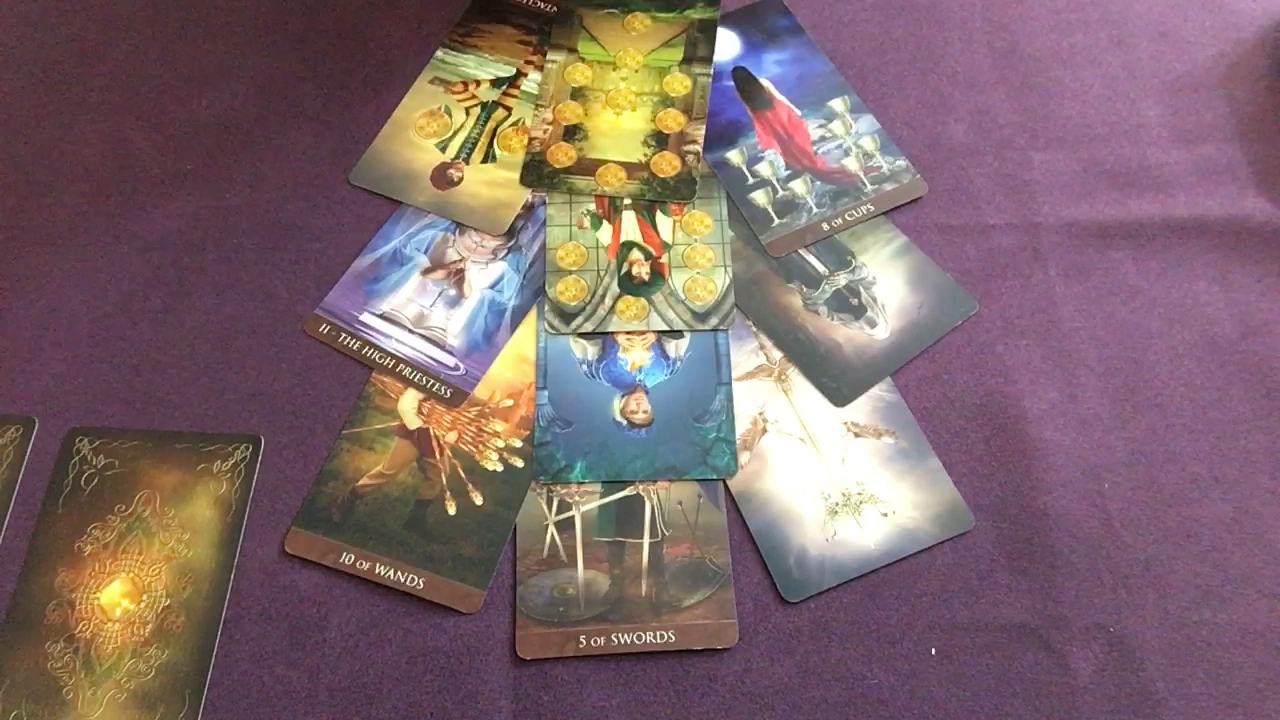 8 OF CUPS
II - THE HIGH PRIESTESS
10 OF WANDS
5 OF SWORDS